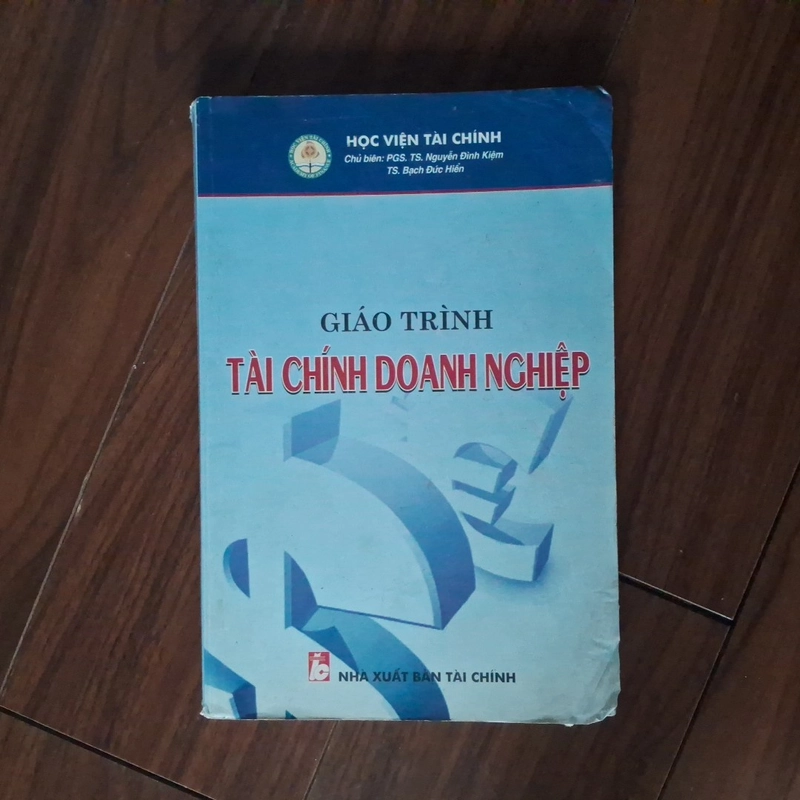 HỌC VIỆN TÀI CHÍNH
Chủ biên: PGS. TS. Nguyễn Đình Kiệm
TS. Bạch Đức Hiển
GIÁO TRÌNH
TÀI CHÍNH DOANH NGHIỆP
NHÀ XUẤT BẢN TÀI CHÍNH